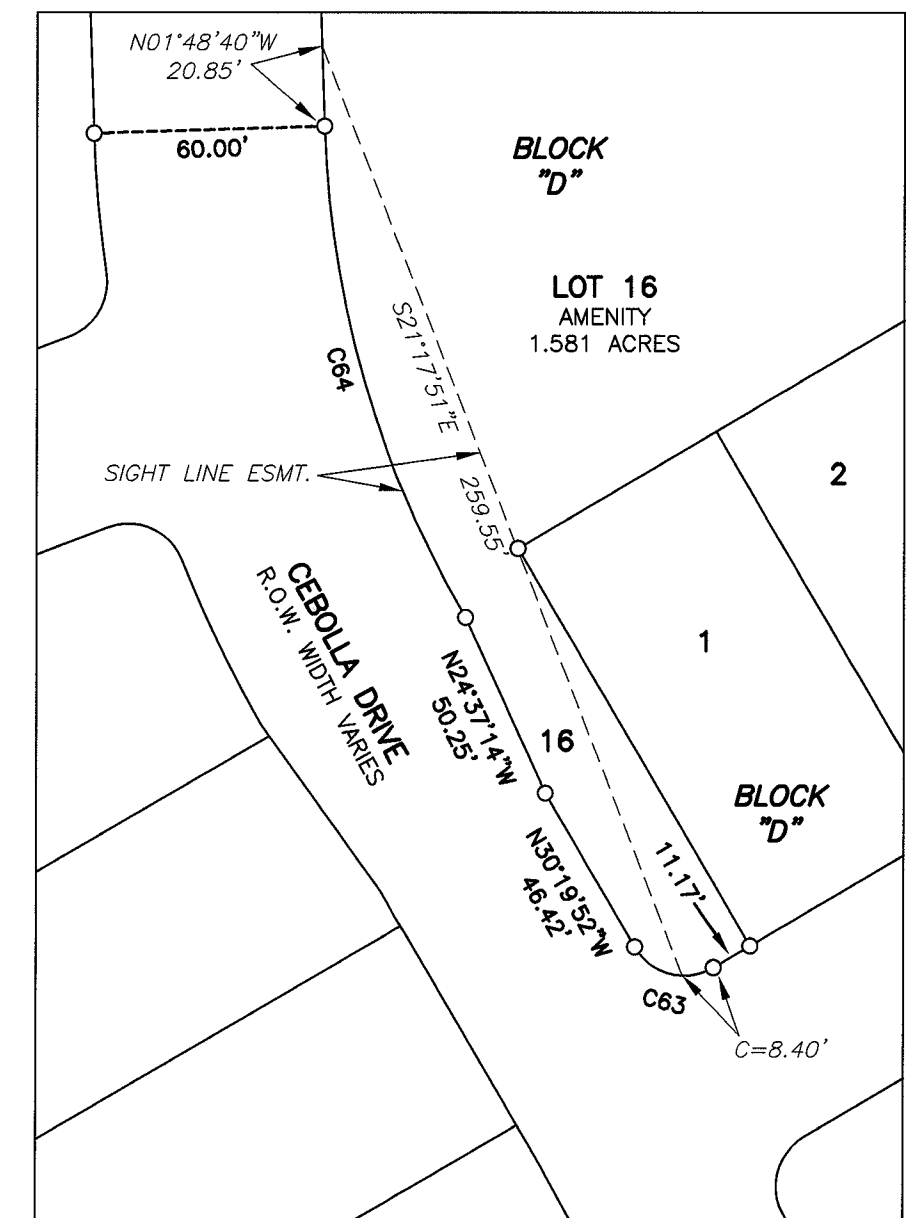 N01°48'40"W
20.85'
60.00'
BLOCK
"D"
LOT 16
AMENITY
1.581 ACRES
S21°17'51"E
259.55'
C64
SIGHT LINE ESMT.
2
1
CEBOLLA DRIVE
R.O.W. WIDTH VARIES
N24°37'14"W
50.25'
16
BLOCK
"D"
N30°19'52"W
46.42'
11.17'
C63
C=8.40'